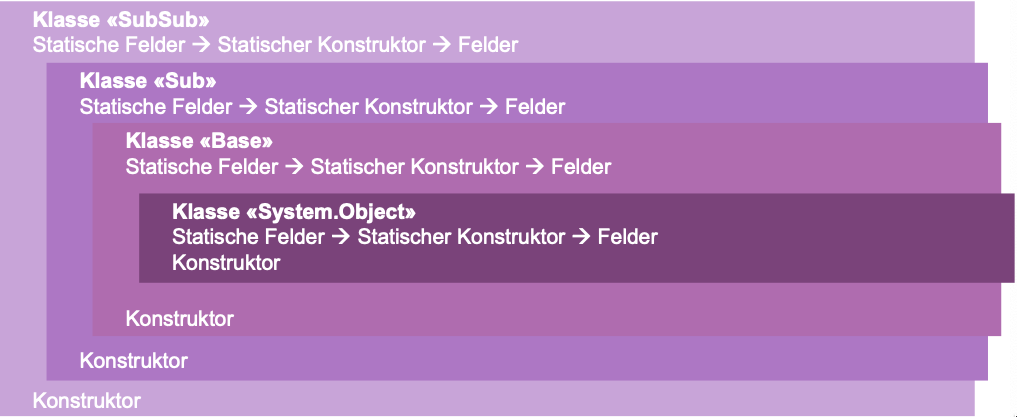 Klasse «SubSub»
Statische Felder → Statischer Konstruktor → Felder
Klasse «Sub»
Statische Felder → Statischer Konstruktor → Felder
Klasse «Base»
Statische Felder → Statischer Konstruktor → Felder
Klasse «System.Object»
Statische Felder → Statischer Konstruktor → Felder
Konstruktor
Konstruktor
Konstruktor
Konstruktor